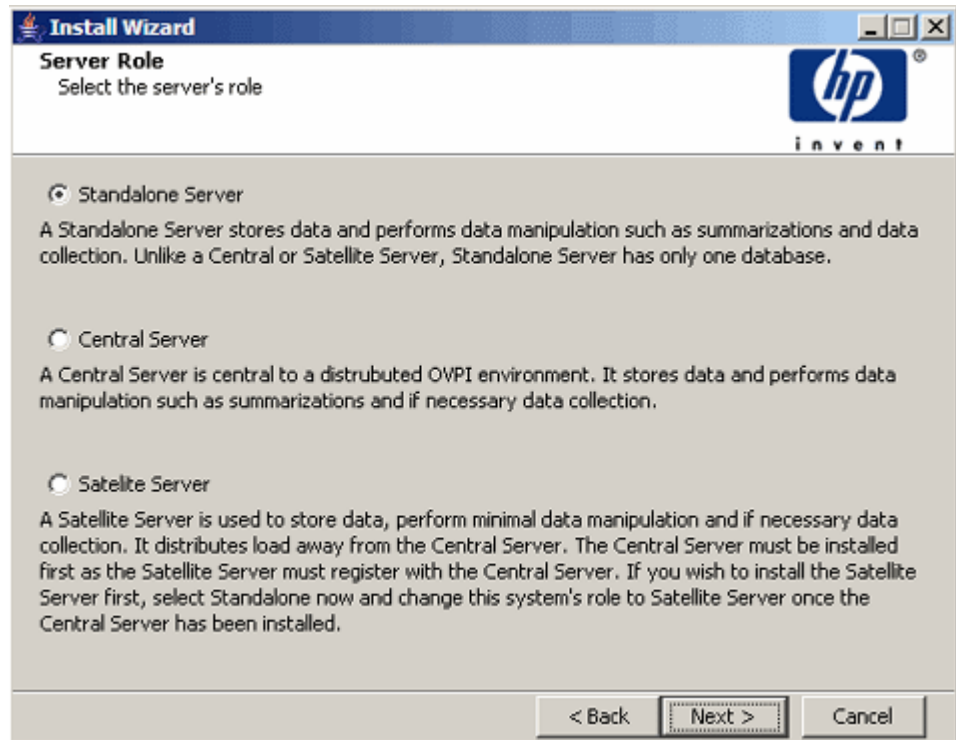 Install Wizard
Server Role
Select the server's role
hp
®
invent
Standalone Server
A Standalone Server stores data and performs data manipulation such as summarizations and data
collection. Unlike a Central or Satellite Server, Standalone Server has only one database.
Central Server
A Central Server is central to a distrubuted OVPI environment. It stores data and performs data
manipulation such as summarizations and if necessary data collection.
Satelite Server
A Satellite Server is used to store data, perform minimal data manipulation and if necessary data
collection. It distributes load away from the Central Server. The Central Server must be installed
first as the Satellite Server must register with the Central Server. If you wish to install the Satellite
Server first, select Standalone now and change this system's role to Satellite Server once the
Central Server has been installed.
< Back
Next >
Cancel